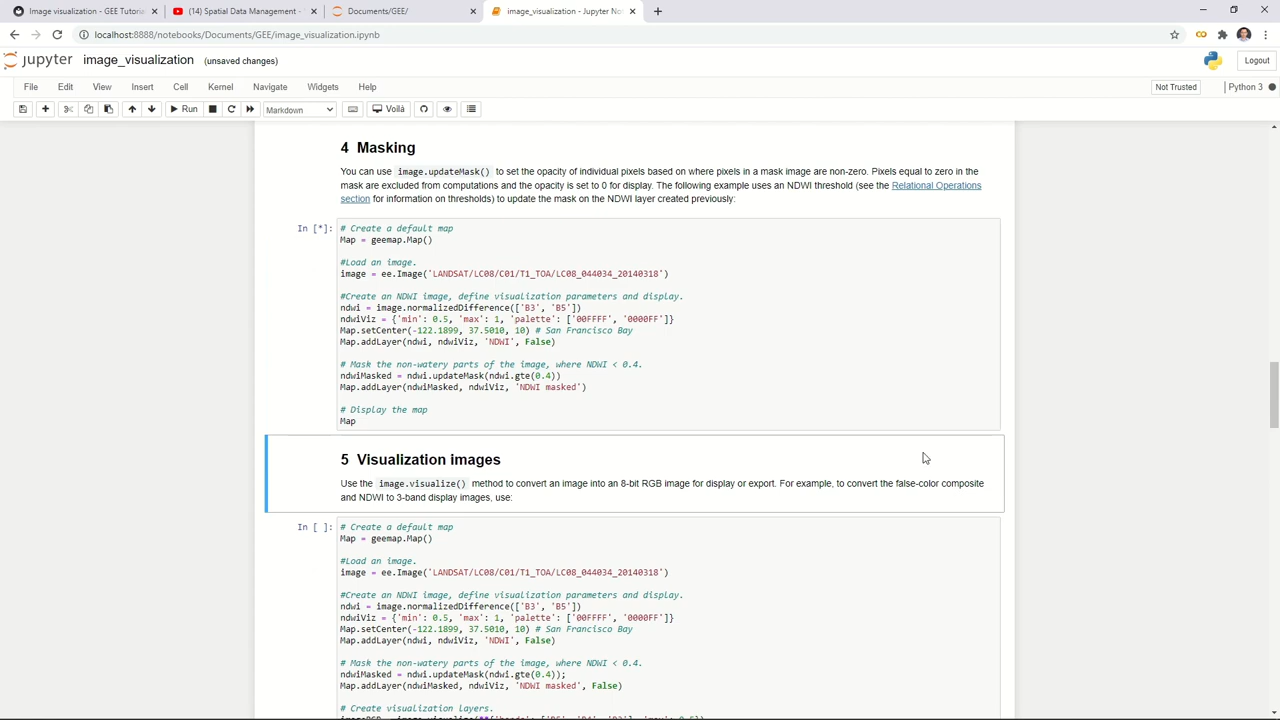 Image visualization - GEE Tutoria
(14) Spatial Data Management -
Documents/GEE/
image_visualization - Jupyter No
localhost:8888/notebooks/Documents/GEE/image_visualization.ipynb
jupyter image_visualization (unsaved changes)
Logout
File Edit View Insert Cell Kernel Navigate Widgets Help
Not Trusted
Python 3
Run
Markdown
Voilà
4 Masking
You can use image.updateMask() to set the opacity of individual pixels based on where pixels in a mask image are non-zero. Pixels equal to zero in the
mask are excluded from computations and the opacity is set to 0 for display. The following example uses an NDWI threshold (see the Relational Operations
section for information on thresholds) to update the mask on the NDWI layer created previously:
In [*]: # Create a default map
Map = geemap.Map()
#Load an image.
image = ee.Image('LANDSAT/LC08/C01/T1_TOA/LC08_044034_20140318')
#Create an NDWI image, define visualization parameters and display.
ndwi = image.normalizedDifference(['B3', 'B5'])
ndwiViz = {'min': 0.5, 'max': 1, 'palette': ['00FFFF', '0000FF']}
Map.setCenter(-122.1899, 37.5010, 10) # San Francisco Bay
Map.addLayer(ndwi, ndwiViz, 'NDWI', False)
# Mask the non-watery parts of the image, where NDWI < 0.4.
ndwiMasked = ndwi.updateMask(ndwi.gte(0.4))
Map.addLayer(ndwiMasked, ndwiViz, 'NDWI masked')
# Display the map
Map
5 Visualization images
Use the image.visualize() method to convert an image into an 8-bit RGB image for display or export. For example, to convert the false-color composite
and NDWI to 3-band display images, use:
In [ ]: # Create a default map
Map = geemap.Map()
#Load an image.
image = ee.Image('LANDSAT/LC08/C01/T1_TOA/LC08_044034_20140318')
#Create an NDWI image, define visualization parameters and display.
ndwi = image.normalizedDifference(['B3', 'B5'])
ndwiViz = {'min': 0.5, 'max': 1, 'palette': ['00FFFF', '0000FF']}
Map.setCenter(-122.1899, 37.5010, 10) # San Francisco Bay
Map.addLayer(ndwi, ndwiViz, 'NDWI', False)
# Mask the non-watery parts of the image, where NDWI < 0.4.
ndwiMasked = ndwi.updateMask(ndwi.gte(0.4));
Map.addLayer(ndwiMasked, ndwiViz, 'NDWI masked', False)
# Create visualization layers.